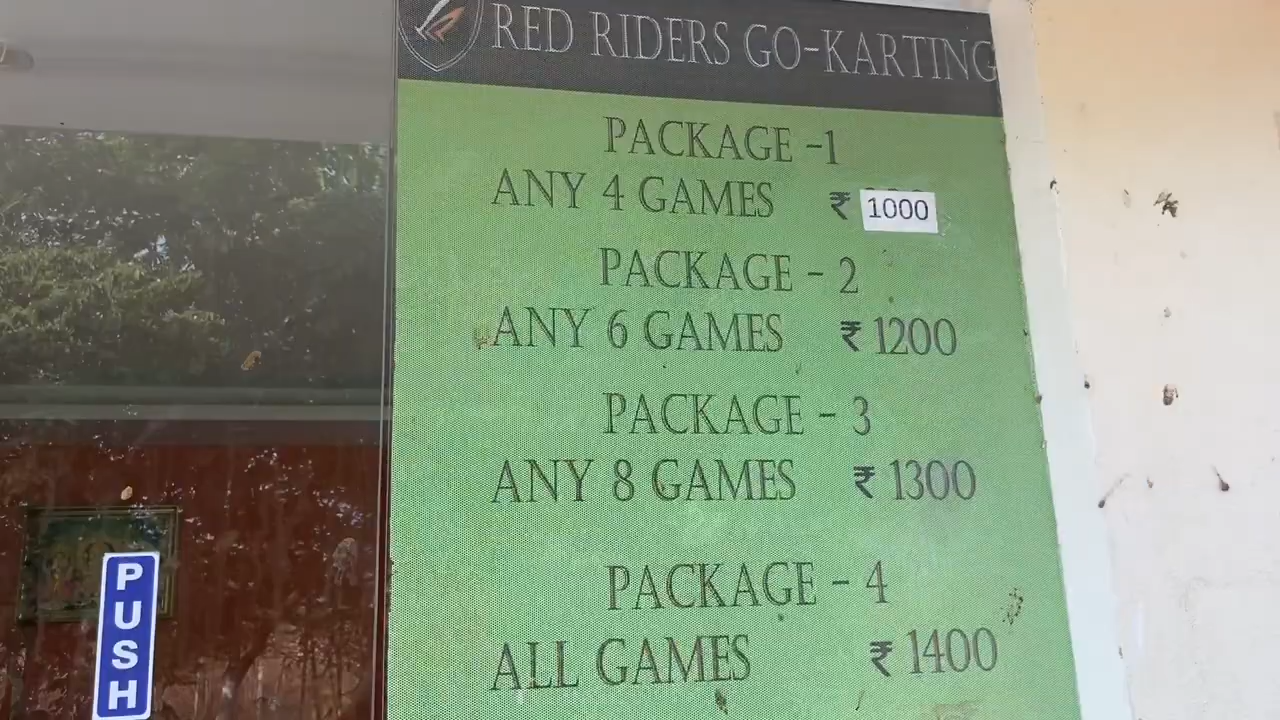 RED RIDERS GO-KARTING
PACKAGE -1
ANY 4 GAMES ₹ 1000
PACKAGE - 2
ANY 6 GAMES ₹ 1200
PACKAGE - 3
ANY 8 GAMES ₹ 1300
PACKAGE - 4
ALL GAMES ₹ 1400
PUSH